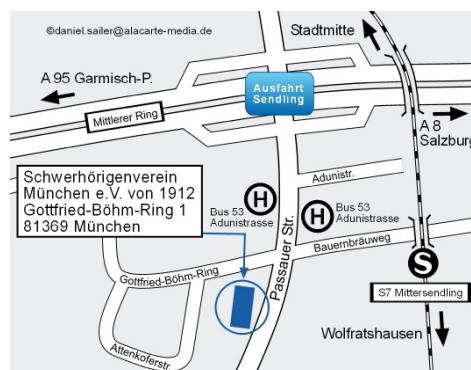 ©daniel.sailer@alacarte-media.de
Stadtmitte
Ausfahrt
Sendling
A 95 Garmisch-P.
Mittlerer Ring
A 8
Salzburg
Schwerhörigenverein
München e.V. von 1912
Gottfried-Böhm-Ring 1
81369 München
Adunistr.
H
Bus 53
Adunistrasse
H
Bus 53
Adunistrasse
Passauer Str.
Bauernbräuweg
Gottfried-Böhm-Ring
S
S7 Mittersendling
Attenkoferstr.
Wolfratshausen